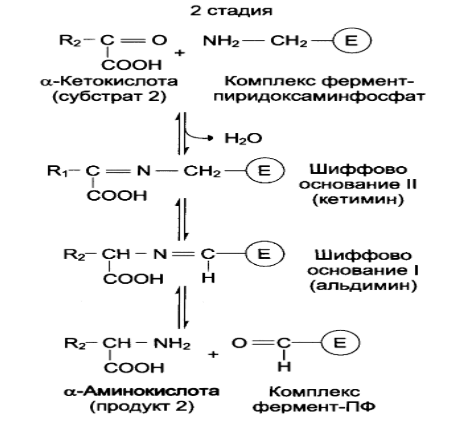 2 стадия
R₂–C=O + NH₂–CH₂–E
COOH
α-Кетокислота Комплекс фермент-
(субстрат 2) пиридоксаминфосфат
H₂O
R₁–C=N–CH₂–E Шиффово
COOH основание II
(кетимин)
R₂–CH–N=C–E Шиффово
COOH H основание I
(альдимин)
R₂–CH–NH₂ + O=C–E
COOH H
α-Аминокислота Комплекс
(продукт 2) фермент-ПФ